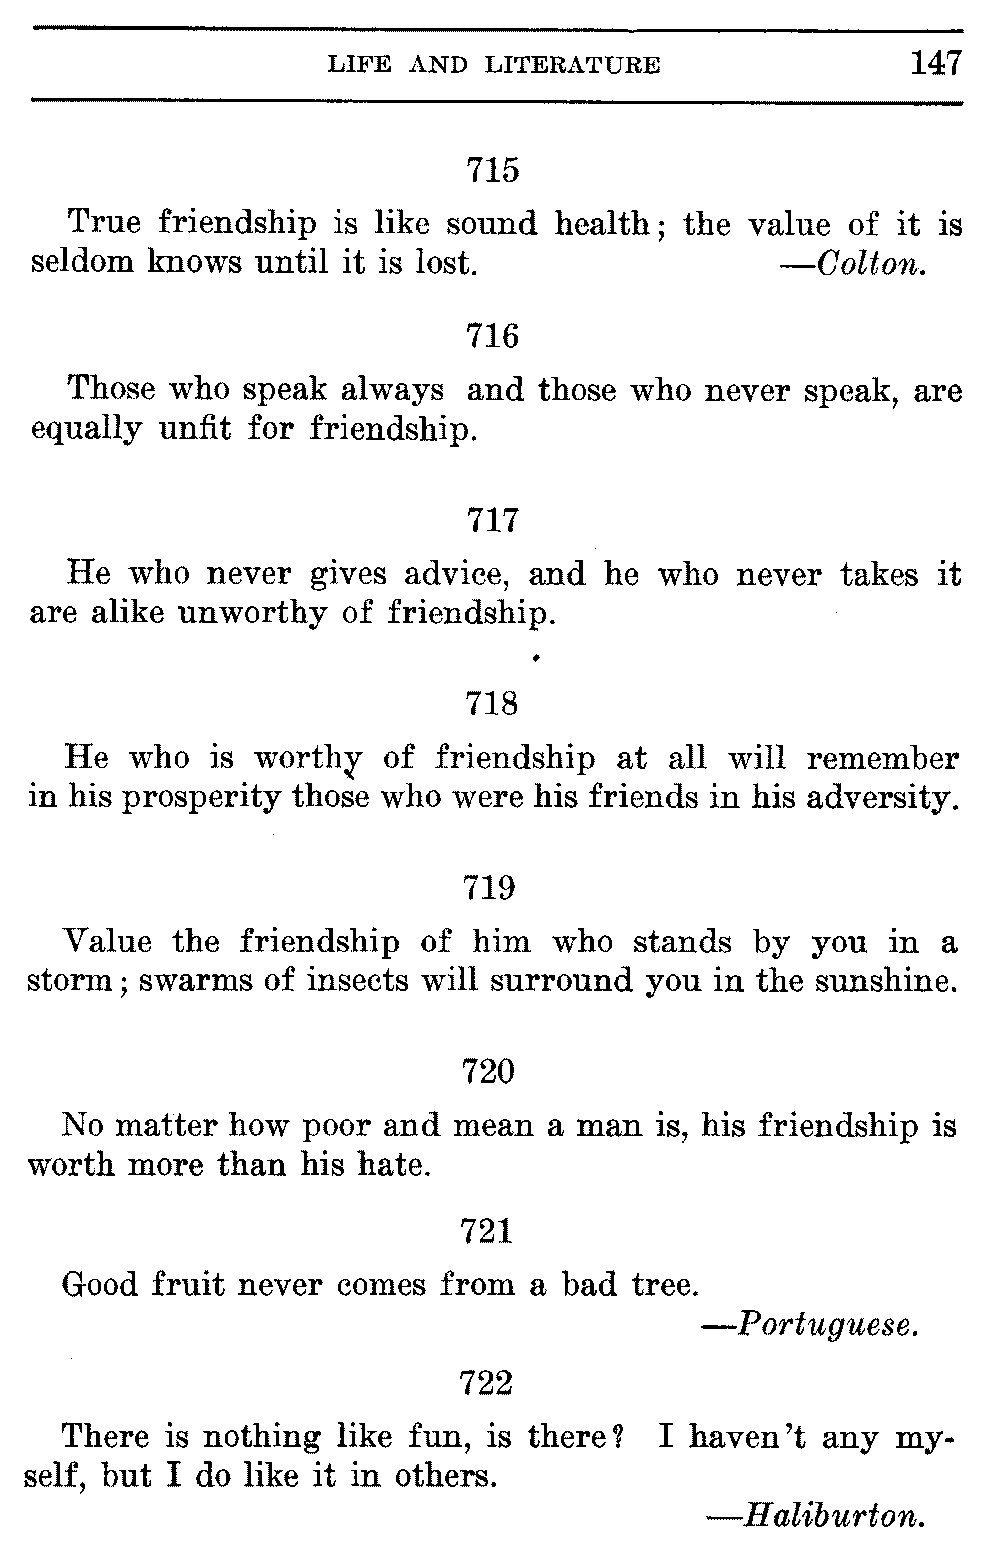 LIFE AND LITERATURE 147
715
True friendship is like sound health; the value of it is
seldom knows until it is lost. —Colton.
716
Those who speak always and those who never speak, are
equally unfit for friendship.
717
He who never gives advice, and he who never takes it
are alike unworthy of friendship.
718
He who is worthy of friendship at all will remember
in his prosperity those who were his friends in his adversity.
719
Value the friendship of him who stands by you in a
storm; swarms of insects will surround you in the sunshine.
720
No matter how poor and mean a man is, his friendship is
worth more than his hate.
721
Good fruit never comes from a bad tree.
—Portuguese.
722
There is nothing like fun, is there? I haven't any my-
self, but I do like it in others.
—Haliburton.